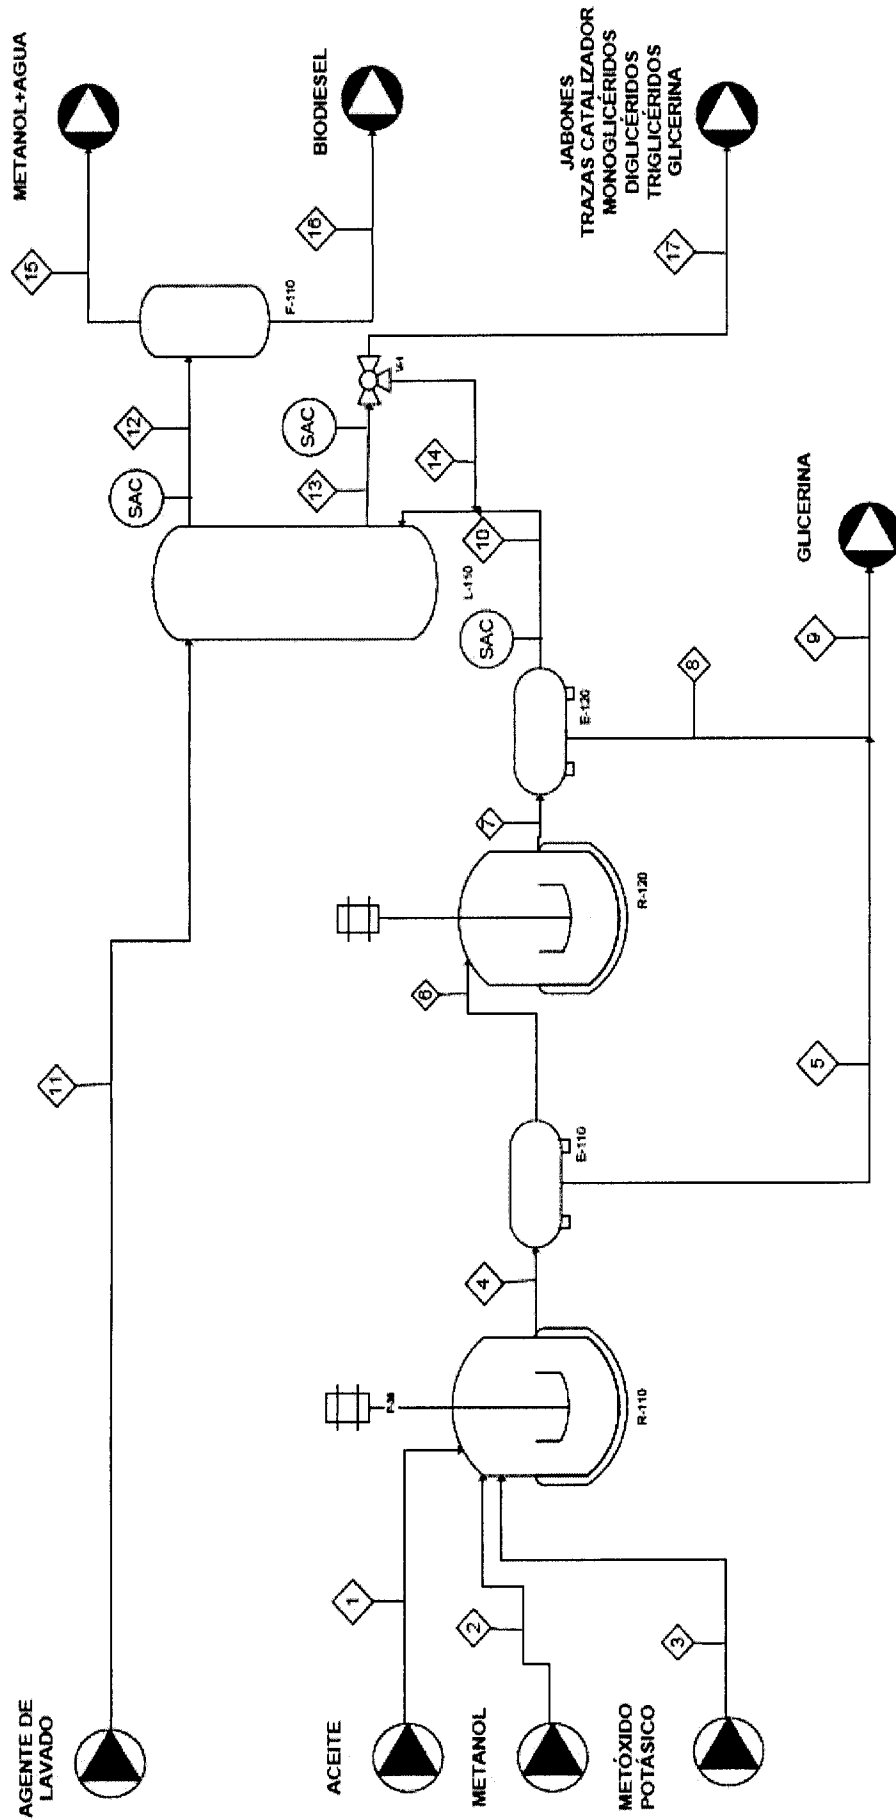 AGENTE DE
LAVADO
ACEITE
METANOL
METÓXIDO
POTÁSICO
11
1
2
3
P-36
R-110
4
E-110
5
6
R-120
7
E-120
8
9
GLICERINA
SAC
10
L-110
SAC
12
SAC
13
14
V-1
F-110
15
METANOL+AGUA
16
BIODIESEL
17
JABONES
TRAZAS CATALIZADOR
MONOGLICÉRIDOS
DIGLICÉRIDOS
TRIGLICÉRIDOS
GLICERINA